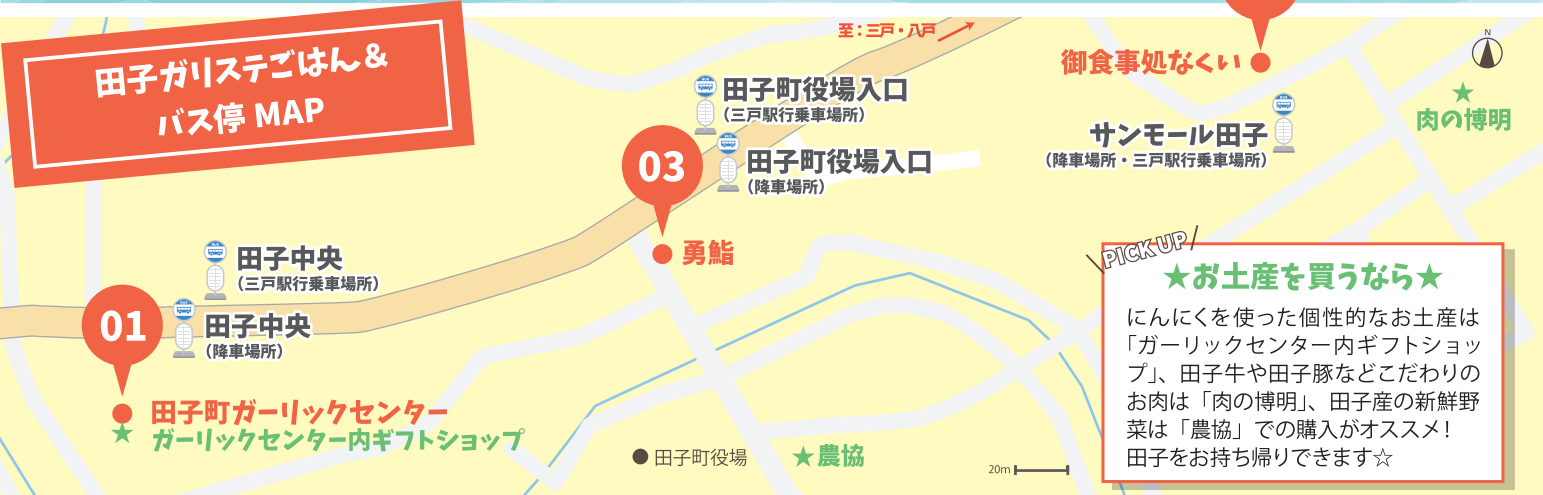 田子ガリステごはん&
バス停 MAP
至:三戸・八戸
田子町役場入口
(三戸駅行乗車場所)
03
田子町役場入口
(降車場所)
勇鮨
御食事処なくい
N
肉の博明
サンモール田子
(降車場所・三戸駅行乗車場所)
田子中央
(三戸駅行乗車場所)
01
田子中央
(降車場所)
田子町ガーリックセンター
★ガーリックセンター内ギフトショップ
●田子町役場
★農協
20m
PICK UP
★お土産を買うなら★
にんにくを使った個性的なお土産は
「ガーリックセンター内ギフトショッ
プ」、田子牛や田子豚などこだわりの
お肉は「肉の博明」、田子産の新鮮野
菜は「農協」での購入がオススメ!
田子をお持ち帰りできます☆